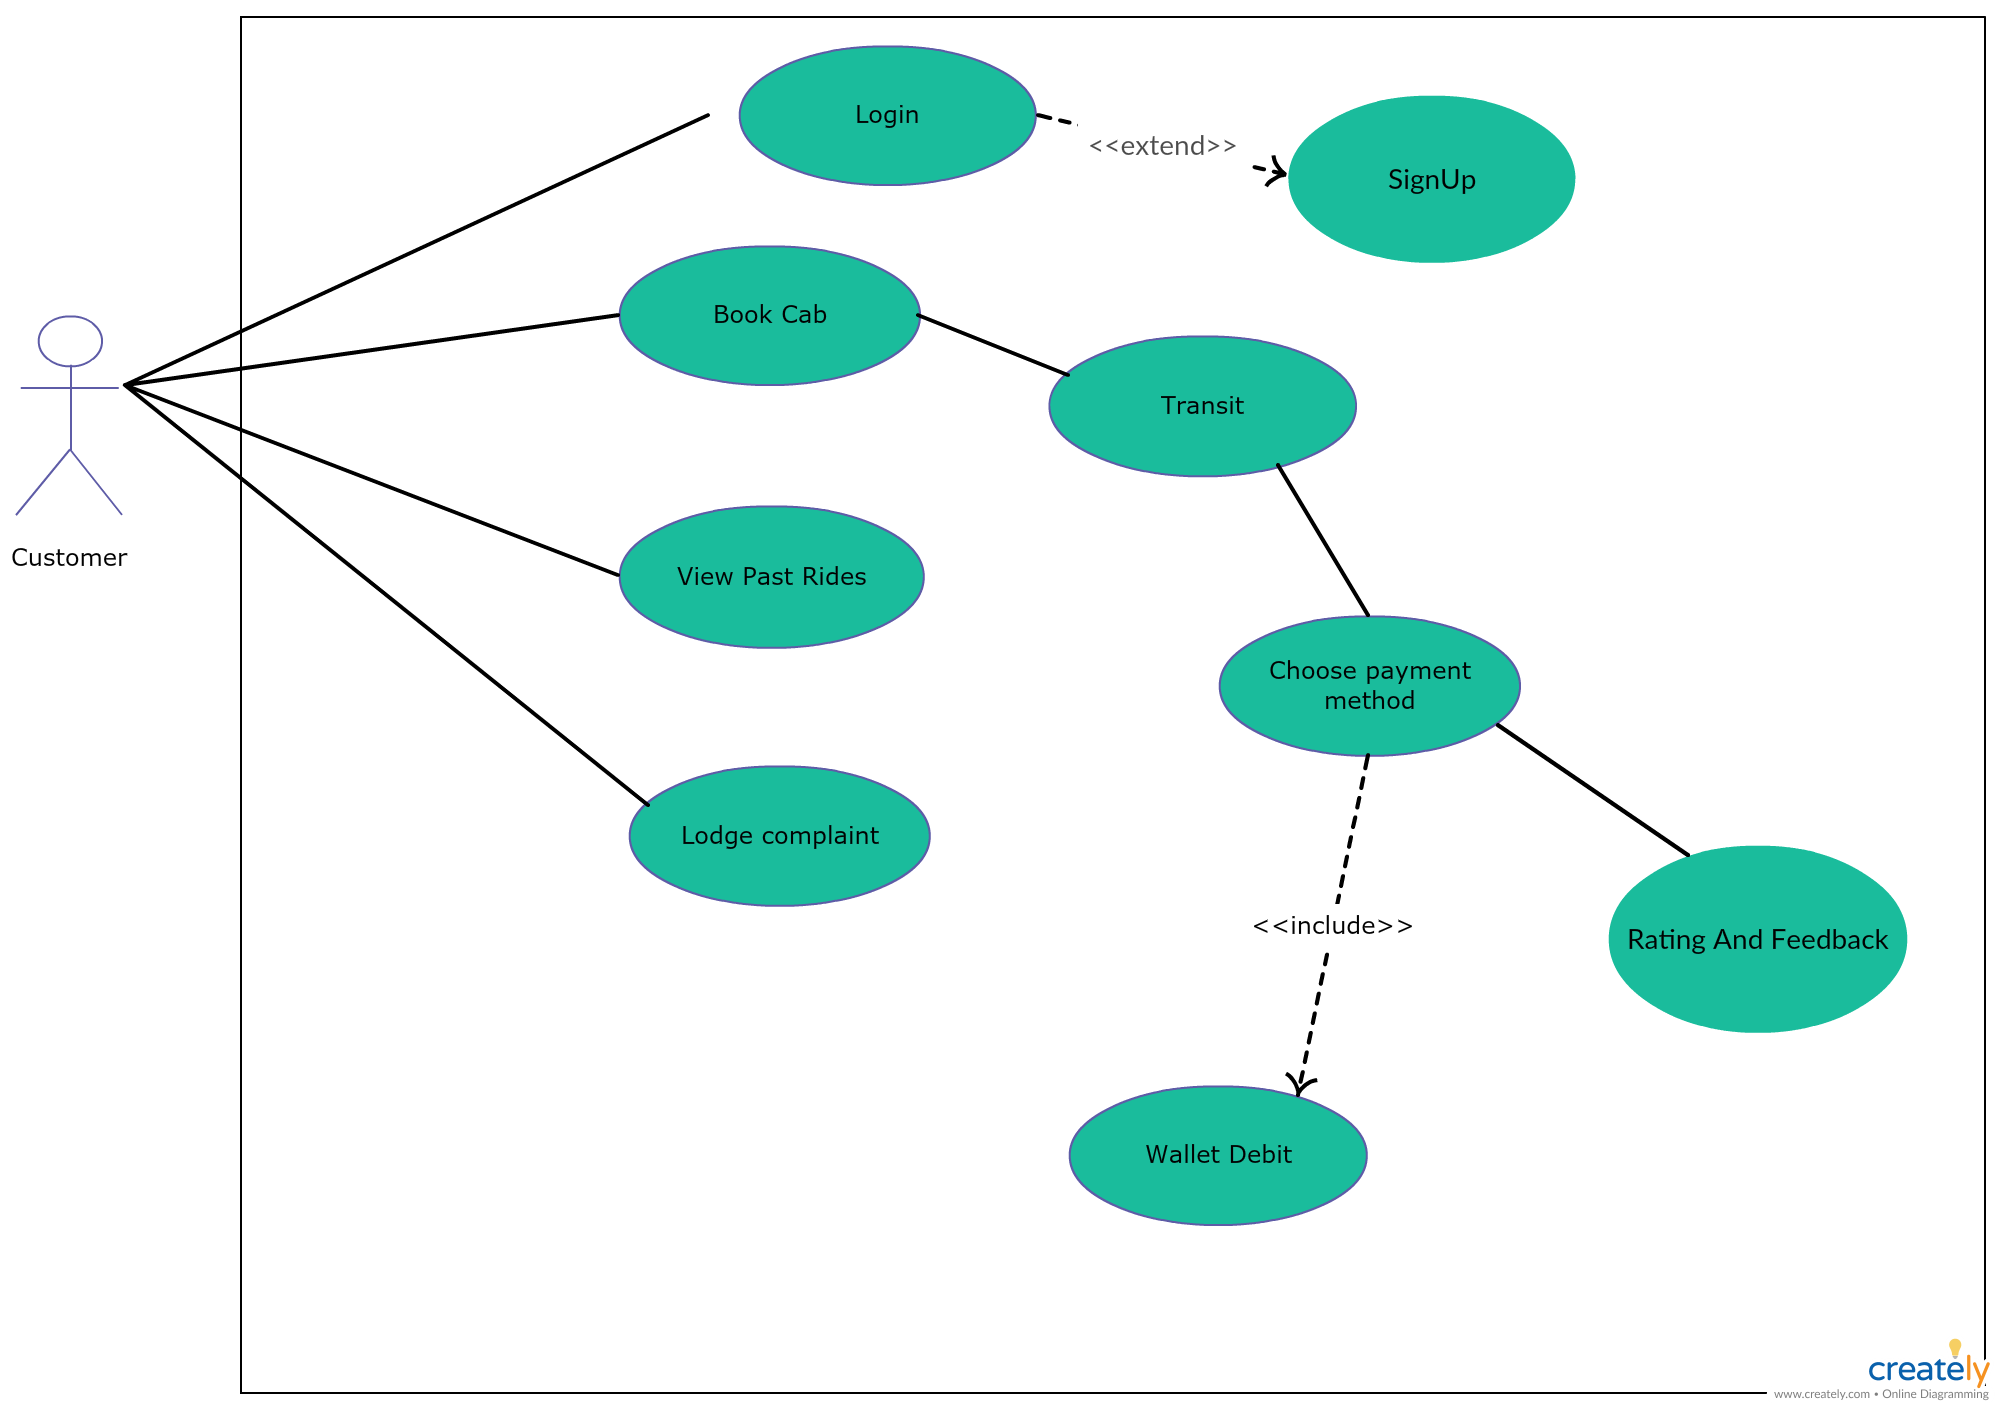 Login
<<extend>>
SignUp
Book Cab
Transit
Customer
View Past Rides
Choose payment
method
Lodge complaint
<<include>>
Rating And Feedback
Wallet Debit
creately
www.creately.com • Online Diagramming